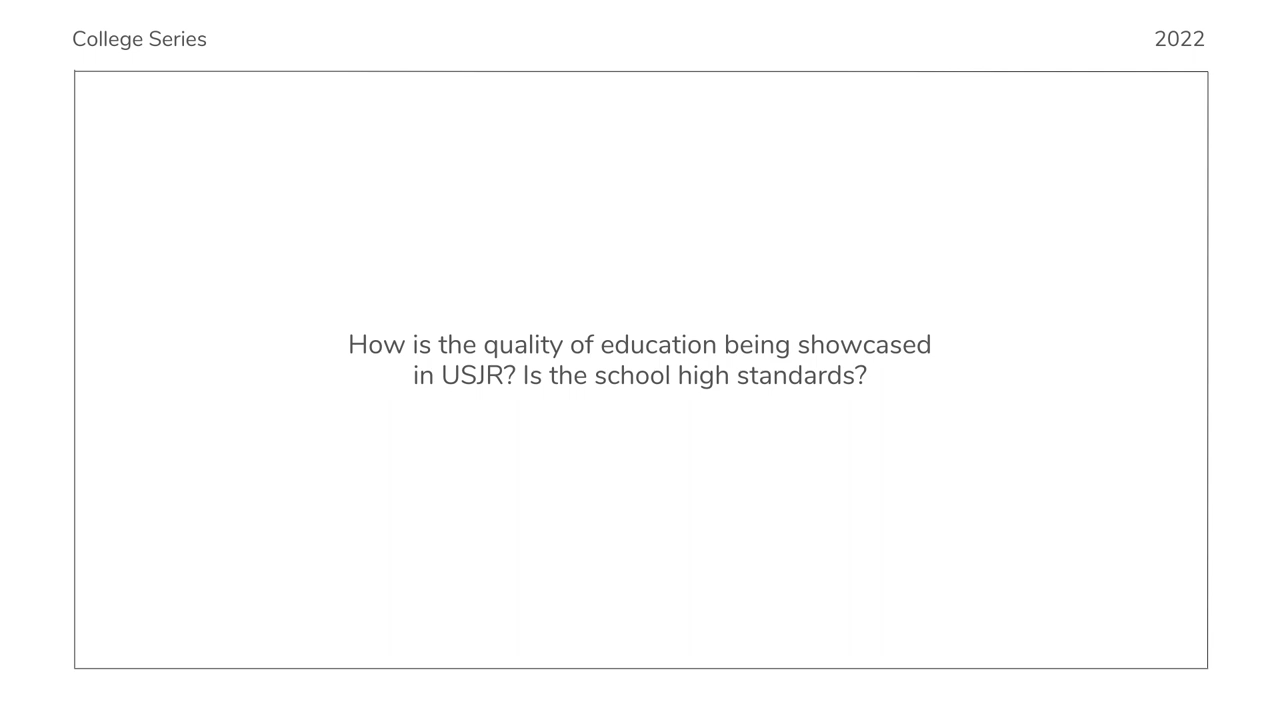 College Series
2022
How is the quality of education being showcased
in USJR? Is the school high standards?